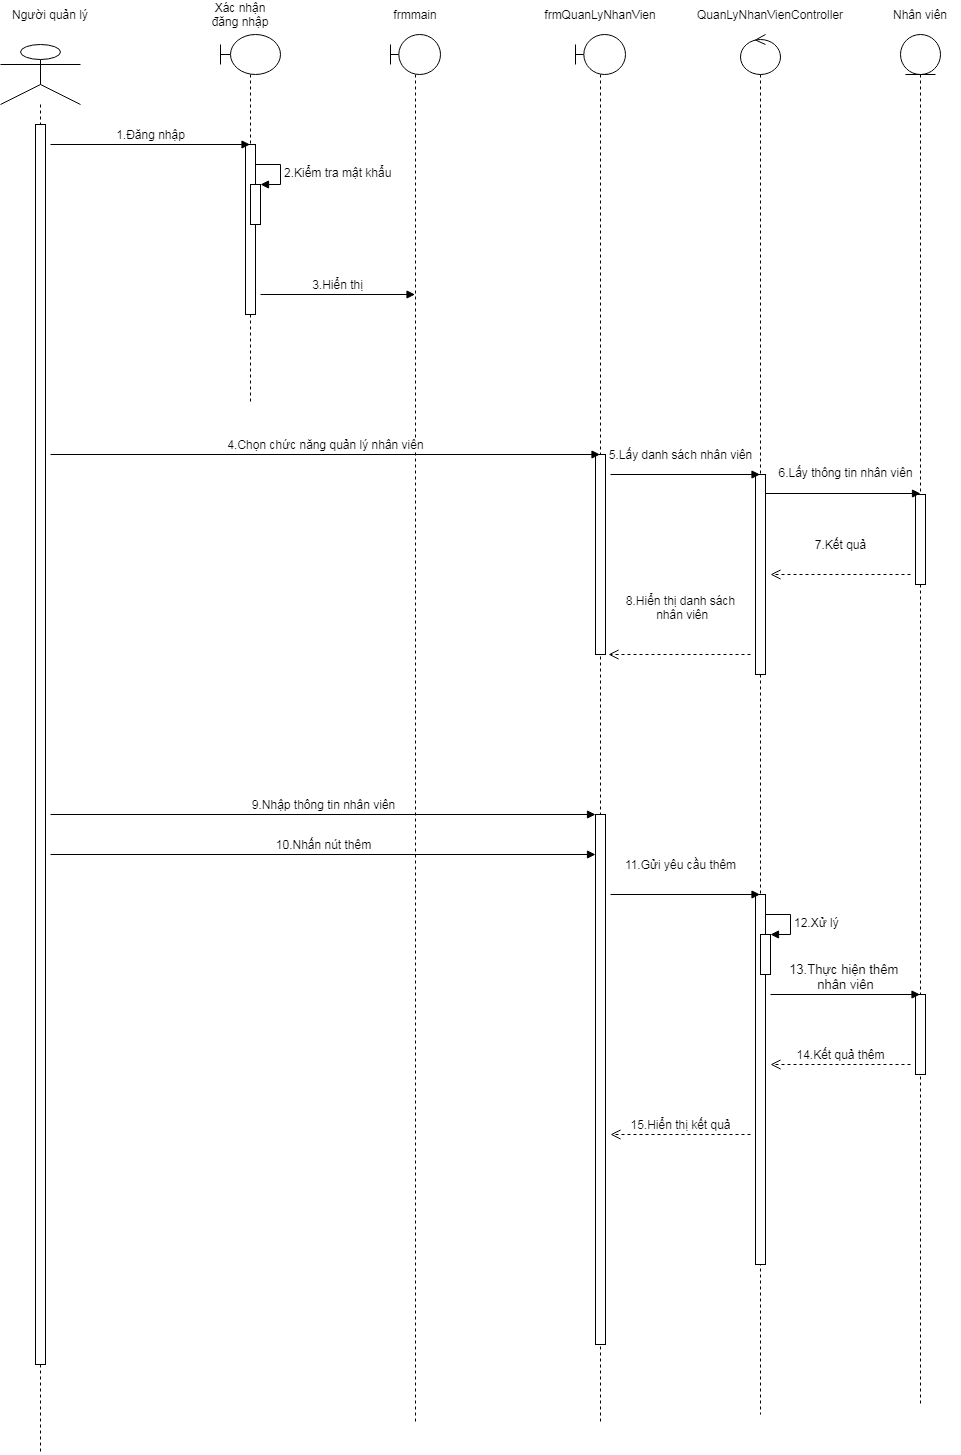 Người quản lý
Xác nhận
đăng nhập
frmmain
frmQuanLyNhanVien
QuanLyNhanVienController
Nhân viên
1.Đăng nhập
2.Kiểm tra mật khẩu
3.Hiển thị
4.Chọn chức năng quản lý nhân viên
5.Lấy danh sách nhân viên
6.Lấy thông tin nhân viên
7.Kết quả
8.Hiển thị danh sách
nhân viên
9.Nhập thông tin nhân viên
10.Nhấn nút thêm
11.Gửi yêu cầu thêm
12.Xử lý
13.Thực hiện thêm
nhân viên
14.Kết quả thêm
15.Hiển thị kết quả